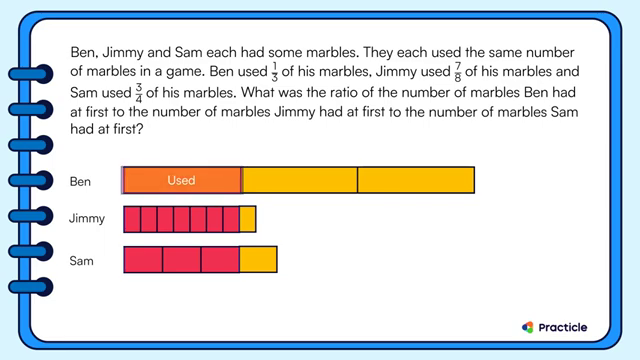 Ben, Jimmy and Sam each had some marbles. They each used the same number
of marbles in a game. Ben used 1/3 of his marbles, Jimmy used 7/8 of his marbles and
Sam used 3/4 of his marbles. What was the ratio of the number of marbles Ben had
at first to the number of marbles Jimmy had at first to the number of marbles Sam
had at first?
Ben
Used
Jimmy
Sam
Practicle